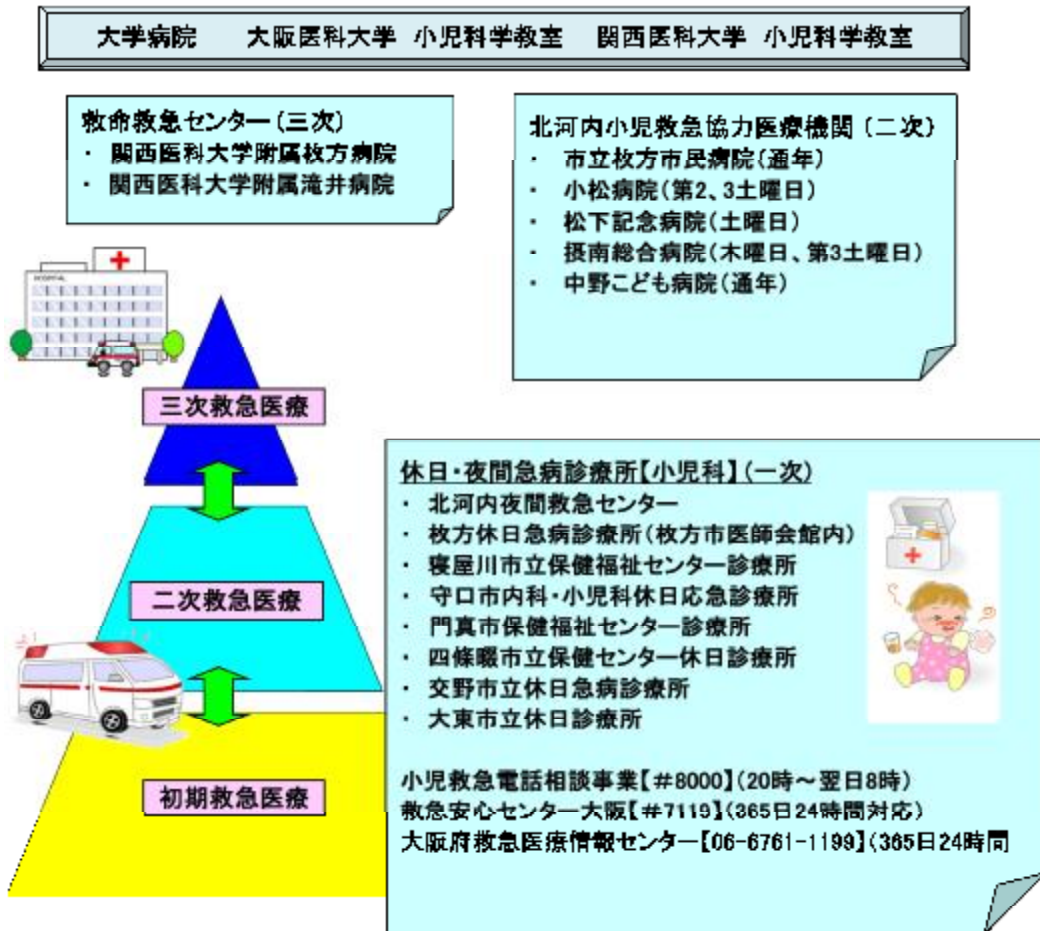 大学病院　大阪医科大学 小児科学教室　関西医科大学 小児科学教室
救命救急センター(三次)
・ 関西医科大学附属枚方病院
・ 関西医科大学附属滝井病院
北河内小児救急協力医療機関(二次)
・ 市立枚方市民病院(通年)
・ 小松病院(第2、3土曜日)
・ 松下記念病院(土曜日)
・ 摂南総合病院(木曜日、第3土曜日)
・ 中野こども病院(通年)
HOSPITAL
三次救急医療
二次救急医療
初期救急医療
休日・夜間急病診療所【小児科】(一次)
・ 北河内夜間救急センター
・ 枚方休日急病診療所(枚方市医師会館内)
・ 寝屋川市立保健福祉センター診療所
・ 守口市内科・小児科休日応急診療所
・ 門真市保健福祉センター診療所
・ 四條畷市立保健センター休日診療所
・ 交野市立休日急病診療所
・ 大東市立休日診療所
小児救急電話相談事業【#8000】(20時～翌日8時)
救急安心センター大阪【#7119】(365日24時間対応)
大阪府救急医療情報センター【06-6761-1199】(365日24時間